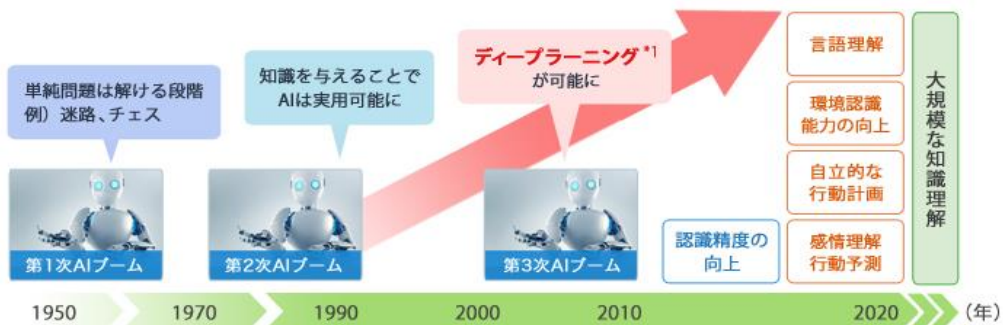 単純問題は解ける段階
例）迷路、チェス
知識を与えることで
AIは実用可能に
ディープラーニング*1
が可能に
第1次AIブーム
第2次AIブーム
第3次AIブーム
認識精度の
向上
言語理解
環境認識
能力の向上
自立的な
行動計画
感情理解
行動予測
大規模な知識理解
1950 1970 1990 2000 2010 2020 （年）